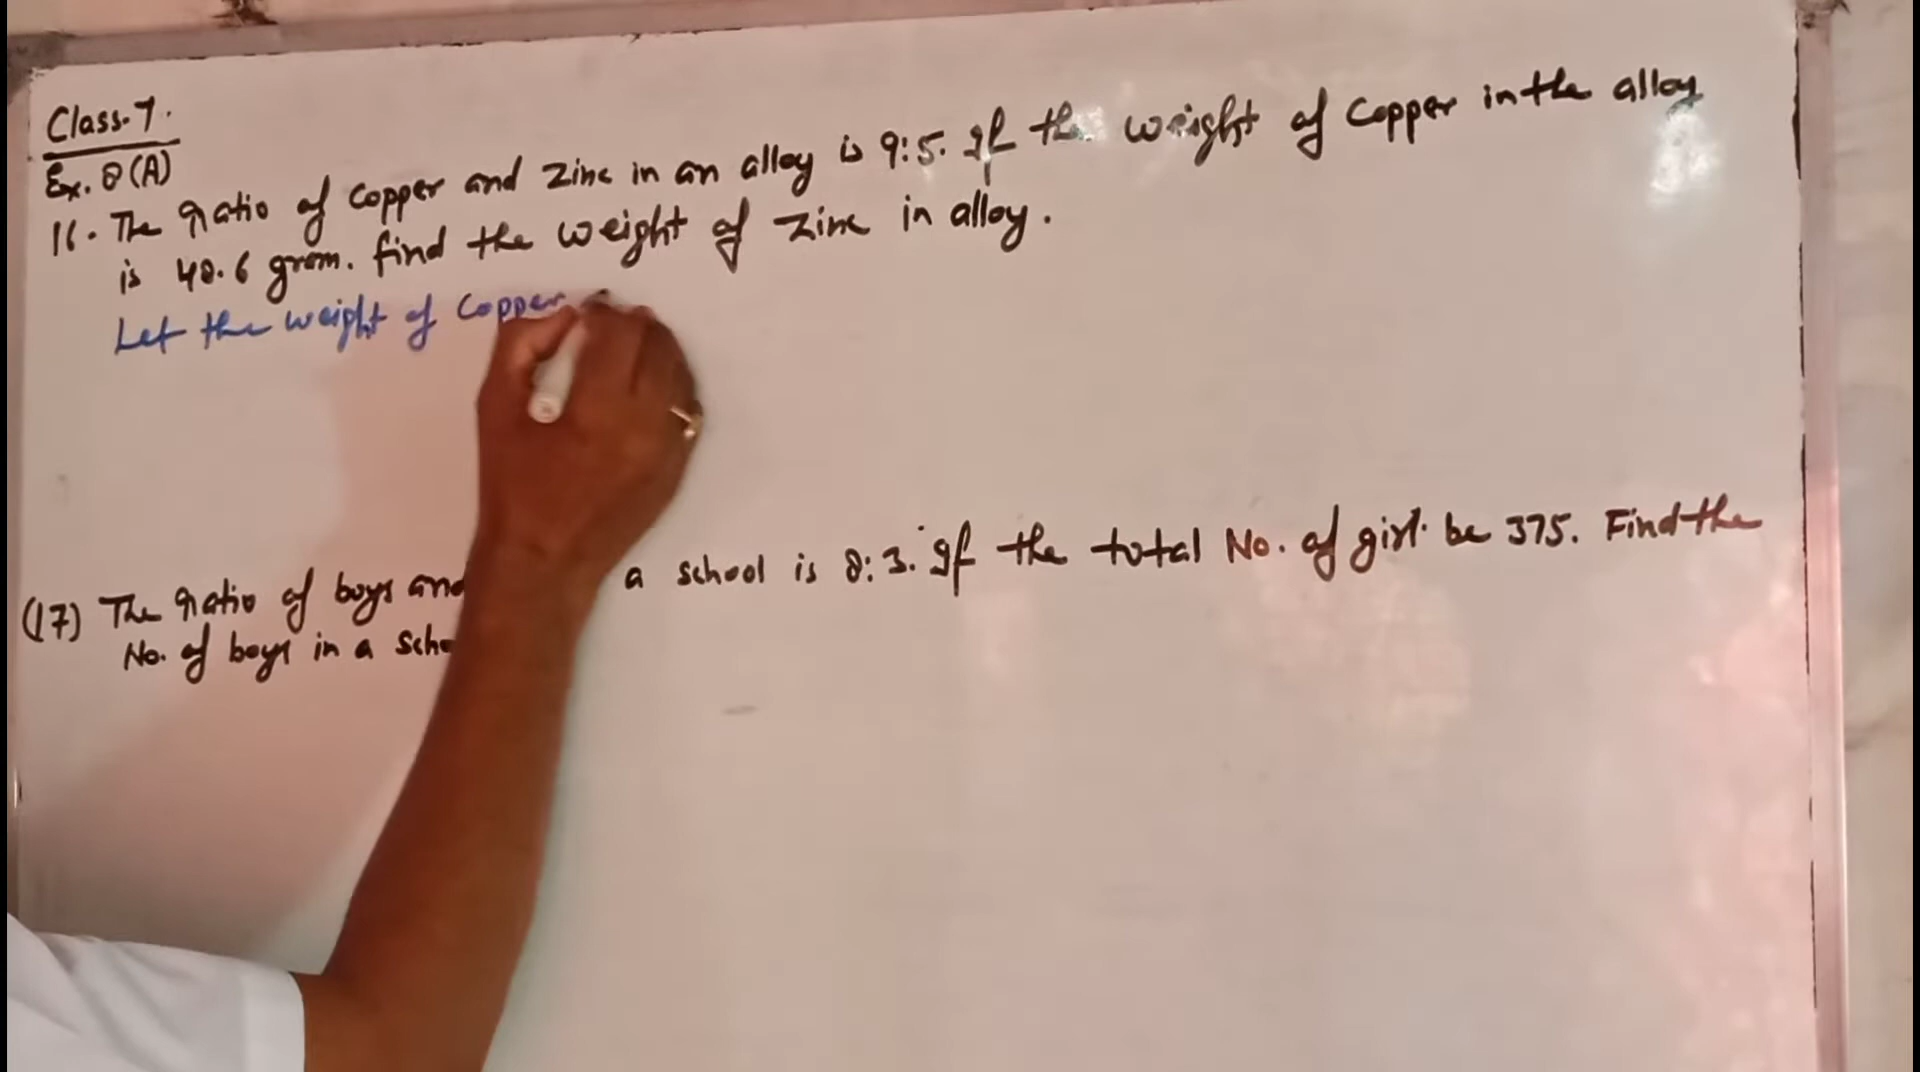 Class-7.
Ex. 8(A)
16. The Ratio of Copper and Zinc in an alloy is 9:5. If the weight of Copper in the alloy
is 48.6 gram. find the weight of Zinc in alloy.
Let the weight of Copper
(17) The Ratio of boys and a school is 8:3. If the total No. of girl be 375. Find the
No. of boys in a